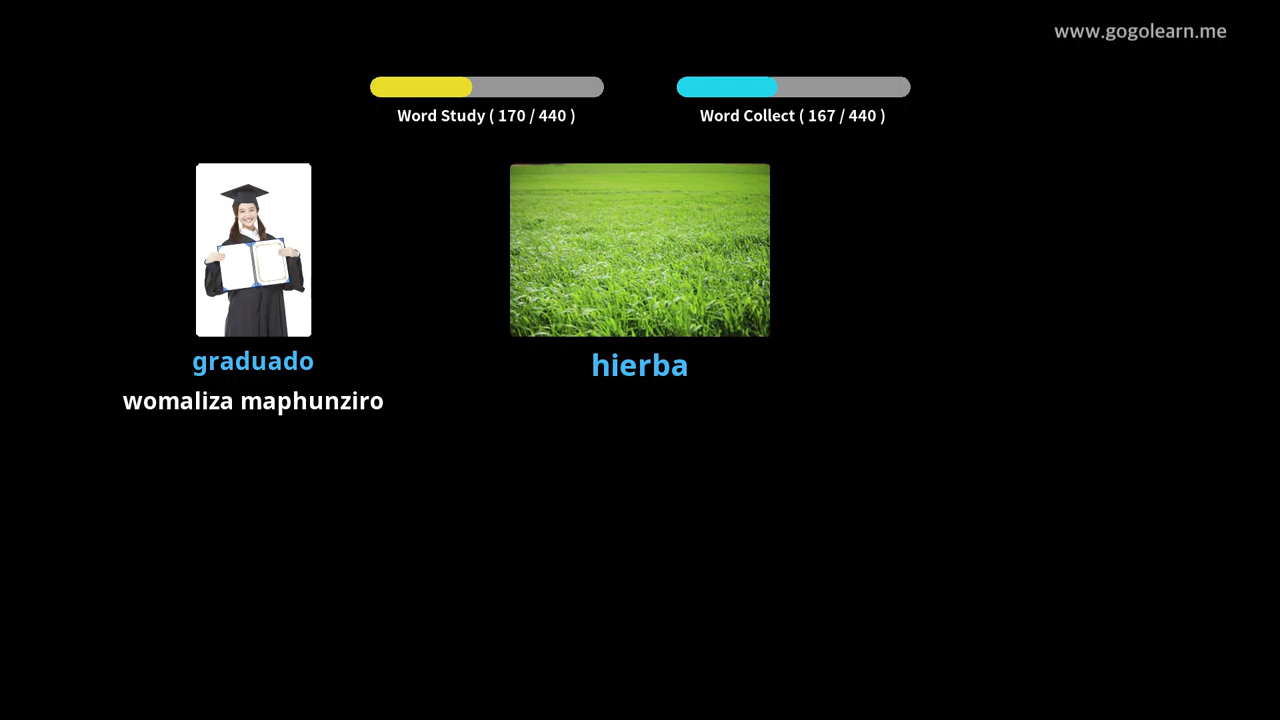 www.gogolearn.me
Word Study ( 170 / 440 )
Word Collect ( 167 / 440 )
graduado
womaliza maphunziro
hierba